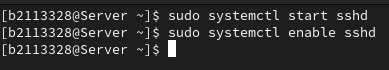 [b2113328@Server ~]$ sudo systemctl start sshd
[b2113328@Server ~]$ sudo systemctl enable sshd
[b2113328@Server ~]$